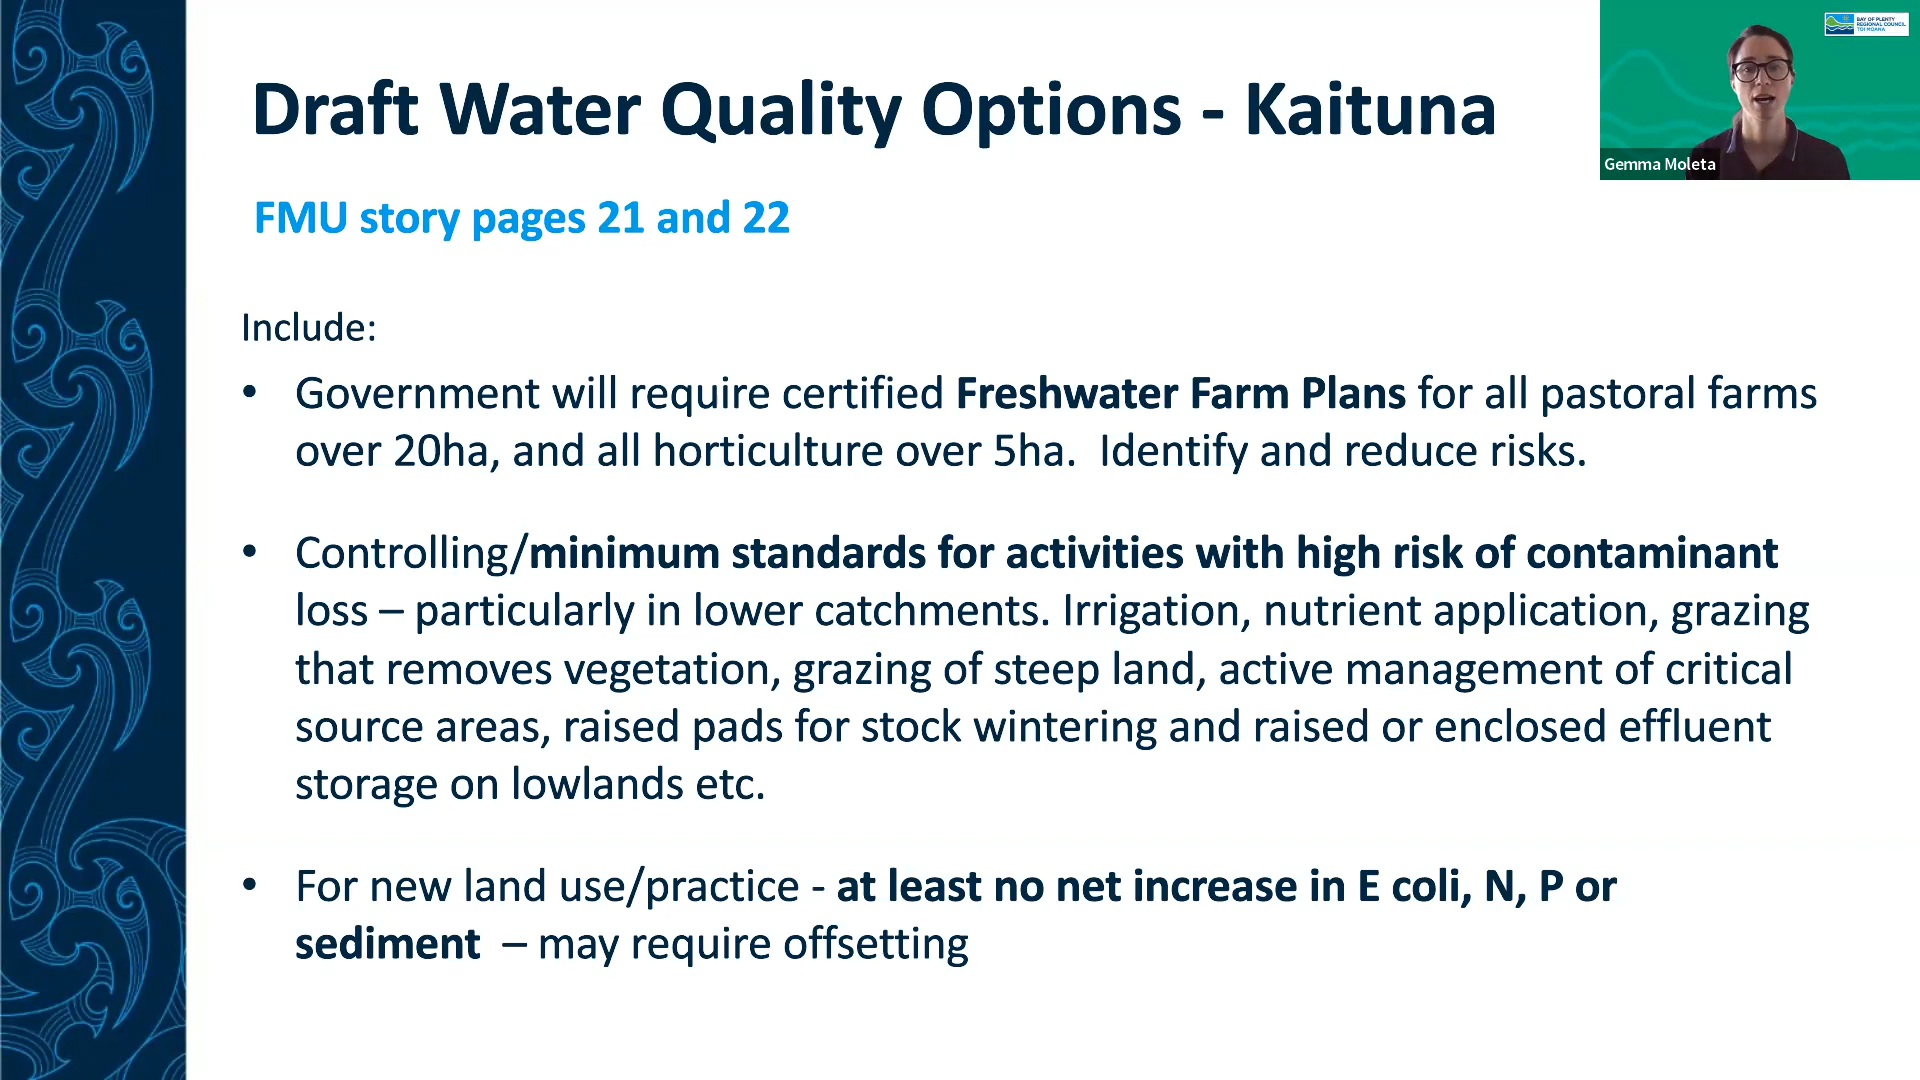 Draft Water Quality Options - Kaituna
BAY OF PLENTY
REGIONAL COUNCIL
TOI MOANA
Gemma Moleta
FMU story pages 21 and 22
Include:
• Government will require certified Freshwater Farm Plans for all pastoral farms
over 20ha, and all horticulture over 5ha.  Identify and reduce risks.
• Controlling/minimum standards for activities with high risk of contaminant
loss – particularly in lower catchments. Irrigation, nutrient application, grazing
that removes vegetation, grazing of steep land, active management of critical
source areas, raised pads for stock wintering and raised or enclosed effluent
storage on lowlands etc.
• For new land use/practice - at least no net increase in E coli, N, P or
sediment  – may require offsetting